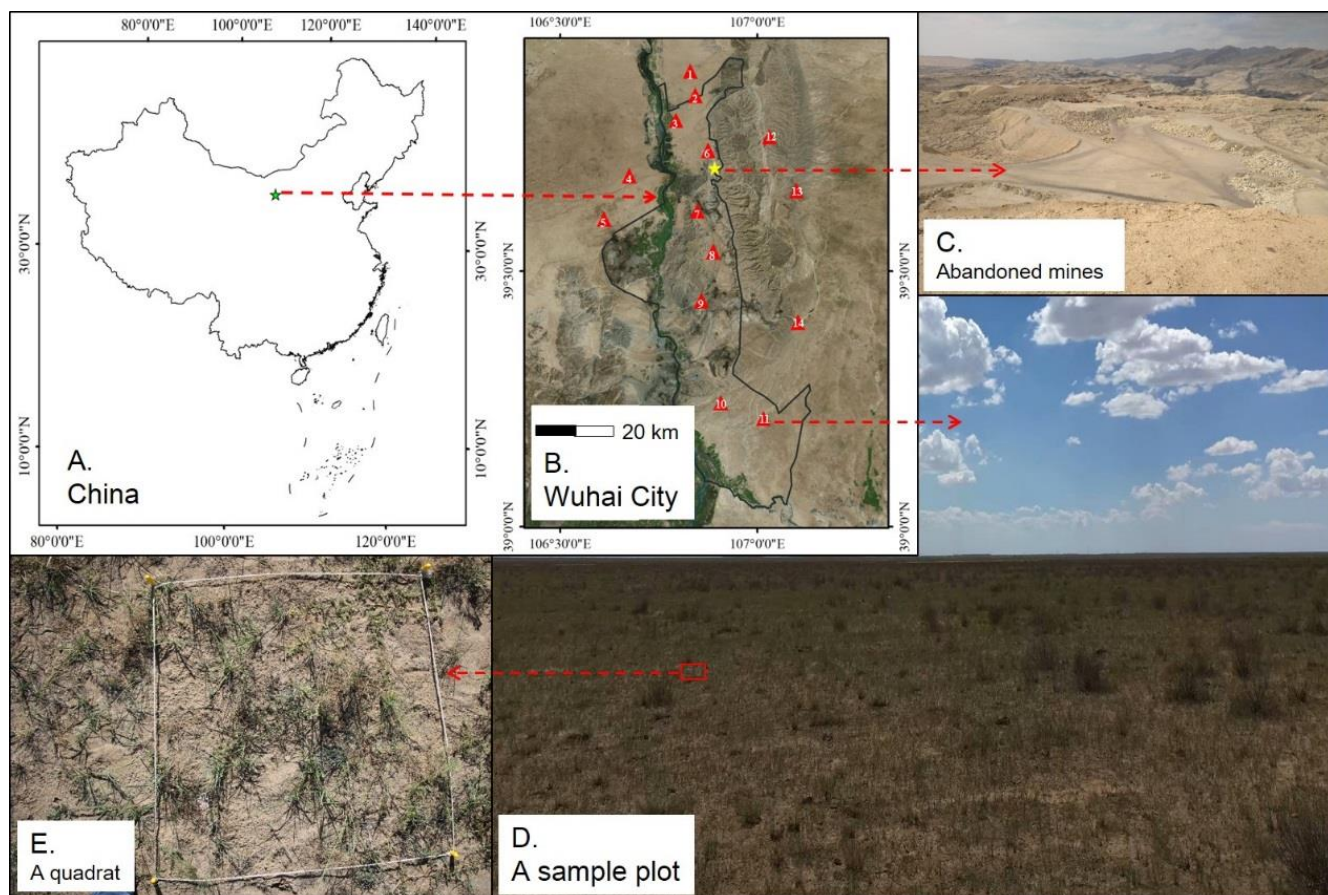 80°0'0"E
100°0'0"E
120°0'0"E
140°0'0"E
30°0'0"N
10°0'0"N
30°0'0"N
10°0'0"N
A.
China
80°0'0"E
100°0'0"E
120°0'0"E
106°30'0"E
107°0'0"E
1
2
3
12
6
4
13
7
5
8
39°30'0"N
39°30'0"N
9
14
10
11
20 km
B.
Wuhai City
39°0'0"N
39°0'0"N
106°30'0"E
107°0'0"E
C.
Abandoned mines
E.
A quadrat
D.
A sample plot